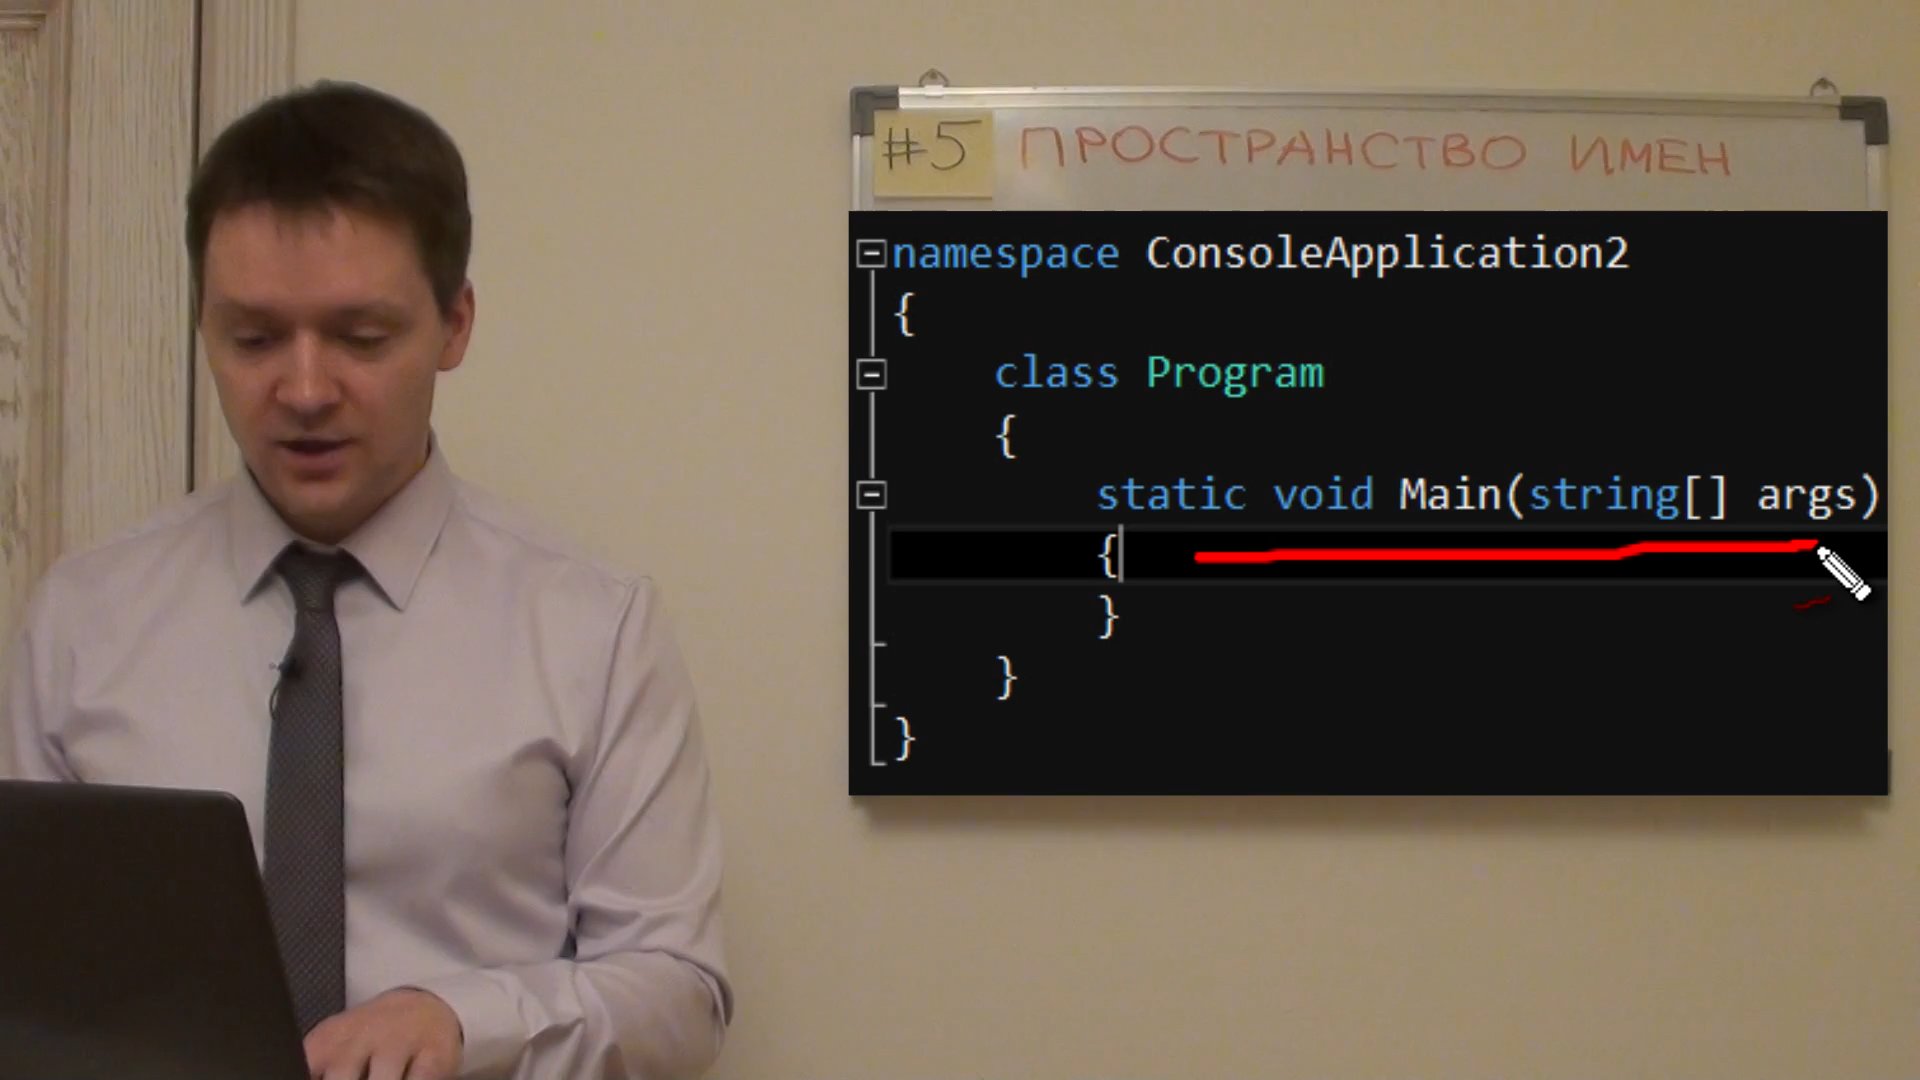 #5 ПРОСТРАНСТВО ИМЕН
namespace ConsoleApplication2
{
class Program
{
static void Main(string[] args)
{
}
}
}